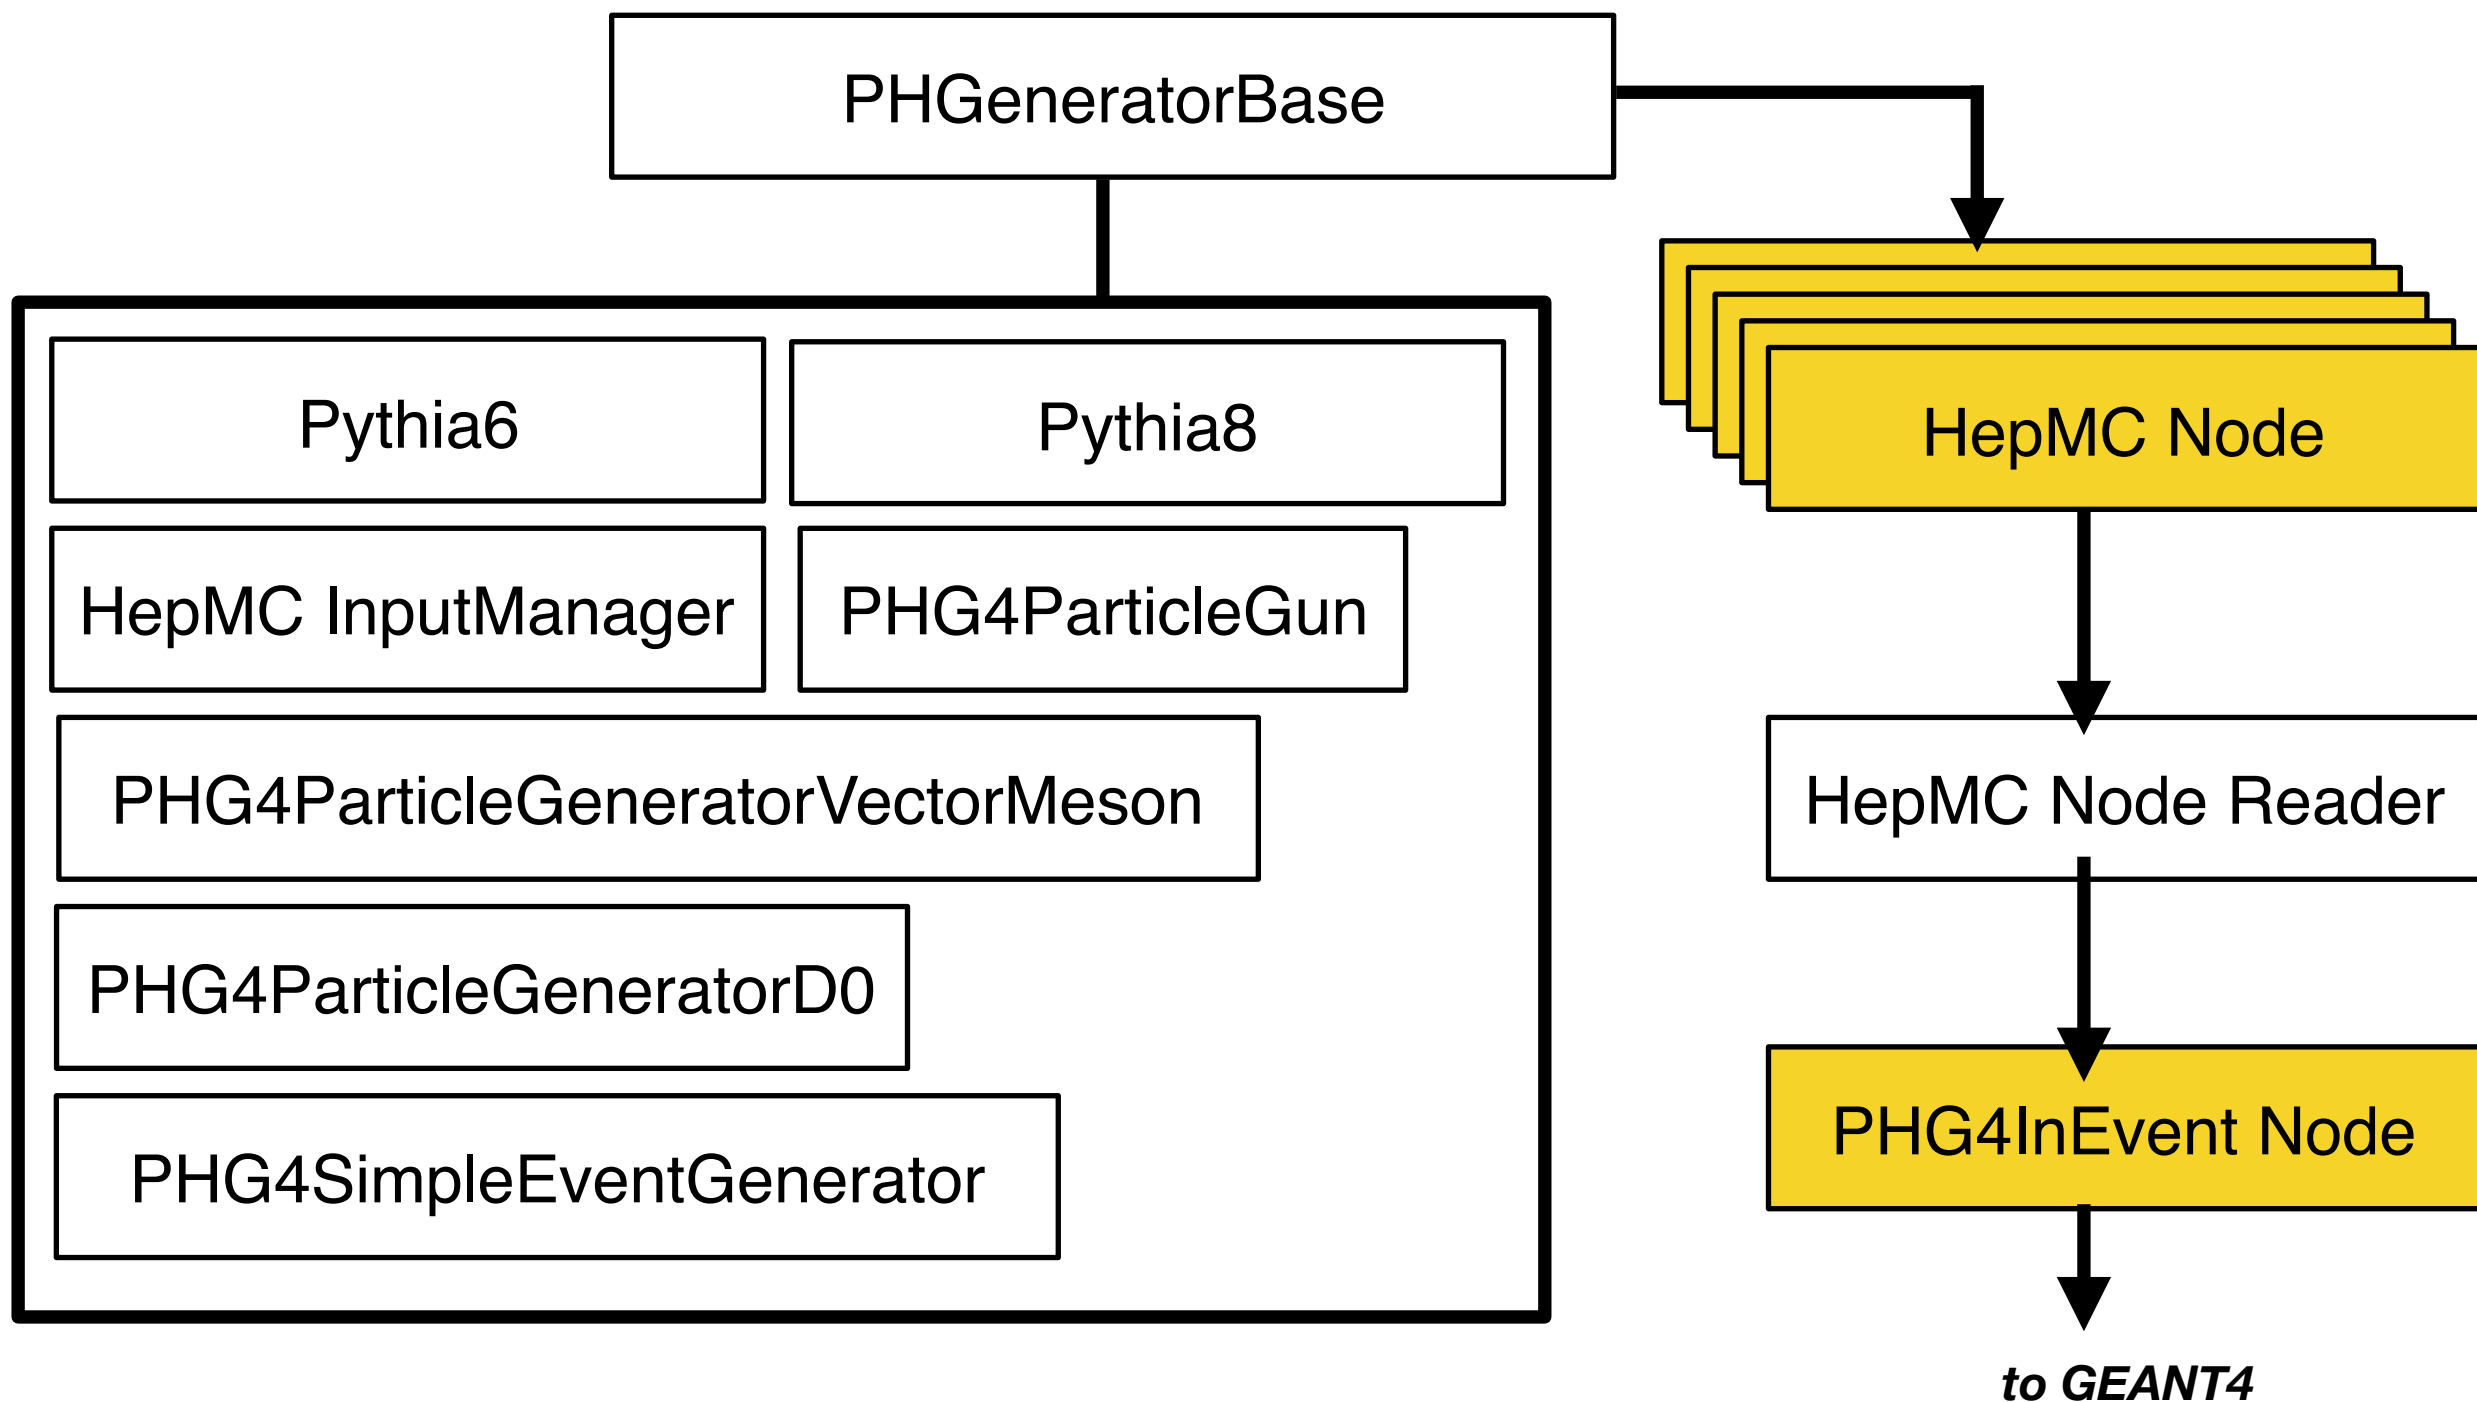 PHGeneratorBase
Pythia6
Pythia8
HepMC InputManager
PHG4ParticleGun
PHG4ParticleGeneratorVectorMeson
PHG4ParticleGeneratorD0
PHG4SimpleEventGenerator
HepMC Node
HepMC Node Reader
PHG4InEvent Node
to GEANT4